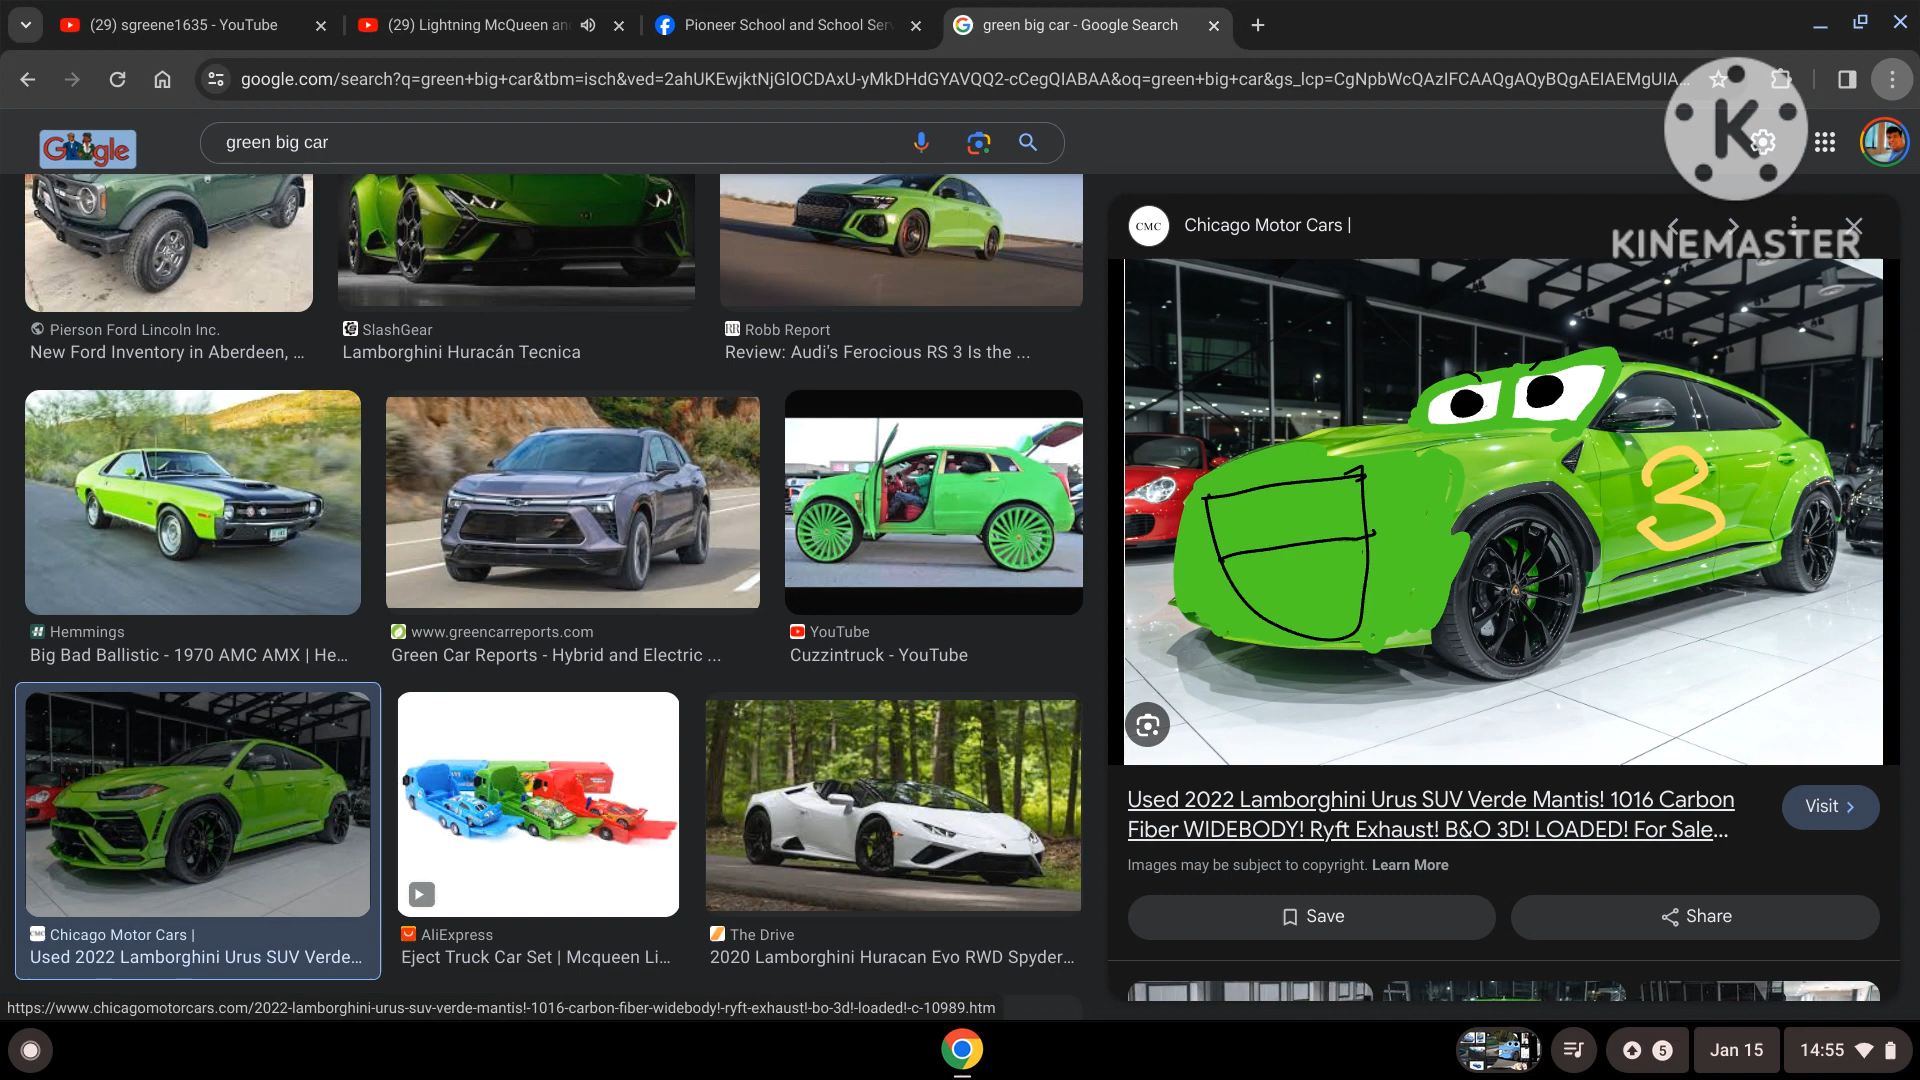 (29) sgreene1635 - YouTube
(29) Lightning McQueen an
Pioneer School and School Ser
green big car - Google Search
google.com/search?q=green+big+car&tbm=isch&ved=2ahUKEwjktNjGlOCDAxU-yMkDHdGYAVQQ2-cCegQIABAA&oq=green+big+car&gs_lcp=CgNpbWcQAzIFCAAQgAQyBQgAEIAEMgUIA...
Google
green big car
K
KINEMASTER
CMC
Chicago Motor Cars |
Pierson Ford Lincoln Inc.
New Ford Inventory in Aberdeen, ...
SlashGear
Lamborghini Huracán Tecnica
RR Robb Report
Review: Audi's Ferocious RS 3 Is the ...
3
Hemmings
Big Bad Ballistic - 1970 AMC AMX | He...
www.greencarreports.com
Green Car Reports - Hybrid and Electric ...
YouTube
Cuzzintruck - YouTube
Used 2022 Lamborghini Urus SUV Verde Mantis! 1016 Carbon
Fiber WIDEBODY! Ryft Exhaust! B&O 3D! LOADED! For Sale...
Visit
Images may be subject to copyright. Learn More
Save
Share
CMC Chicago Motor Cars |
Used 2022 Lamborghini Urus SUV Verde...
AliExpress
Eject Truck Car Set | Mcqueen Li...
The Drive
2020 Lamborghini Huracan Evo RWD Spyder...
https://www.chicagomotorcars.com/2022-lamborghini-urus-suv-verde-mantis!-1016-carbon-fiber-widebody!-ryft-exhaust!-bo-3d!-loaded!-c-10989.htm
5
Jan 15
14:55